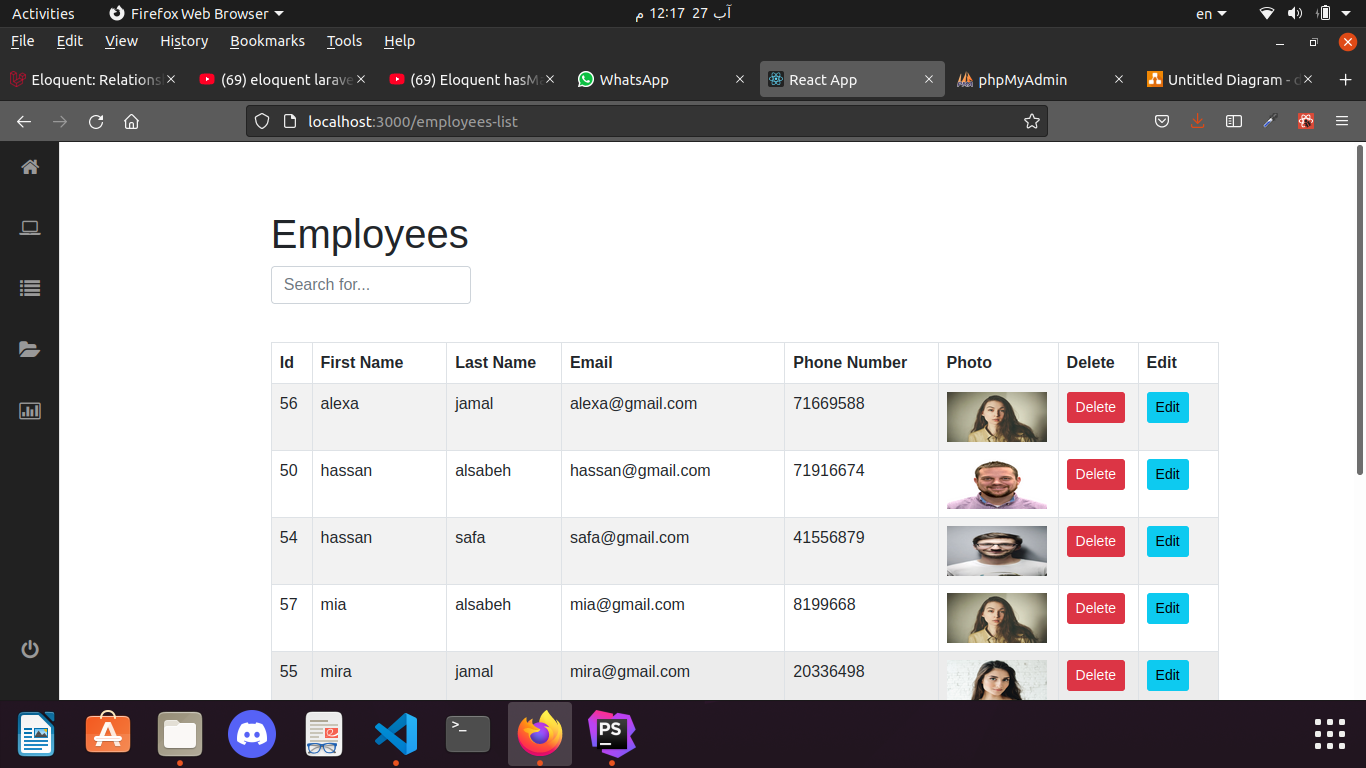 Activities Firefox Web Browser آب 27 12:17 م en
File Edit View History Bookmarks Tools Help
Eloquent: Relations (69) eloquent larave (69) Eloquent hasMa WhatsApp React App phpMyAdmin Untitled Diagram - d
localhost:3000/employees-list
Employees
Search for...
Id First Name Last Name Email Phone Number Photo Delete Edit
56 alexa jamal alexa@gmail.com 71669588 Delete Edit
50 hassan alsabeh hassan@gmail.com 71916674 Delete Edit
54 hassan safa safa@gmail.com 41556879 Delete Edit
57 mia alsabeh mia@gmail.com 8199668 Delete Edit
55 mira jamal mira@gmail.com 20336498 Delete Edit
>_ PS